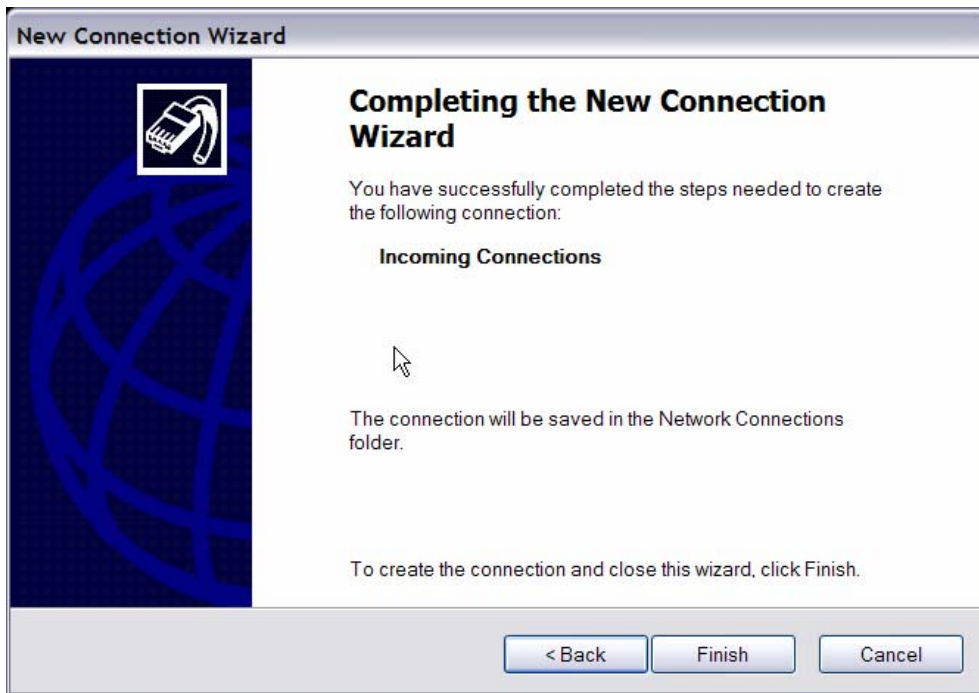 New Connection Wizard
Completing the New Connection
Wizard
You have successfully completed the steps needed to create
the following connection:
Incoming Connections
The connection will be saved in the Network Connections
folder.
To create the connection and close this wizard, click Finish.
< Back Finish Cancel